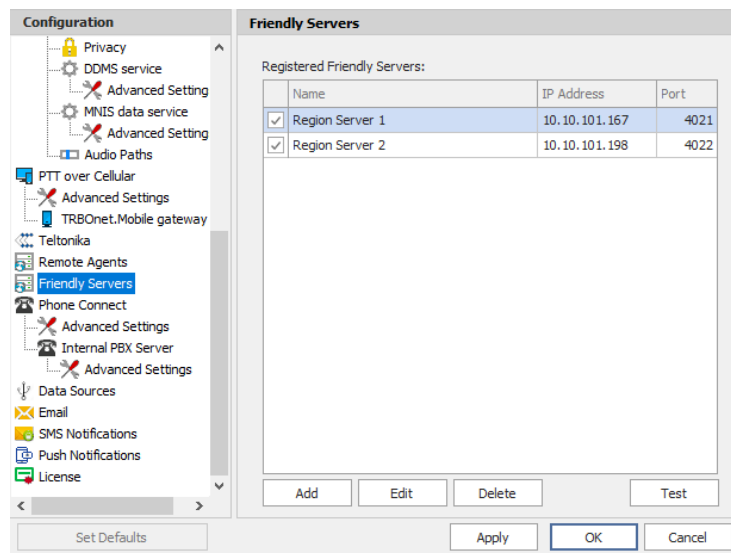 Configuration
Privacy
DDMS service
Advanced Setting
MNIS data service
Advanced Setting
Audio Paths
PTT over Cellular
Advanced Settings
TRBOnet.Mobile gateway
Teltonika
Remote Agents
Friendly Servers
Phone Connect
Advanced Settings
Internal PBX Server
Advanced Settings
Data Sources
Email
SMS Notifications
Push Notifications
License
Set Defaults
Friendly Servers
Registered Friendly Servers:
Name IP Address Port
Region Server 1 10.10.101.167 4021
Region Server 2 10.10.101.198 4022
Add Edit Delete Test
Apply OK Cancel